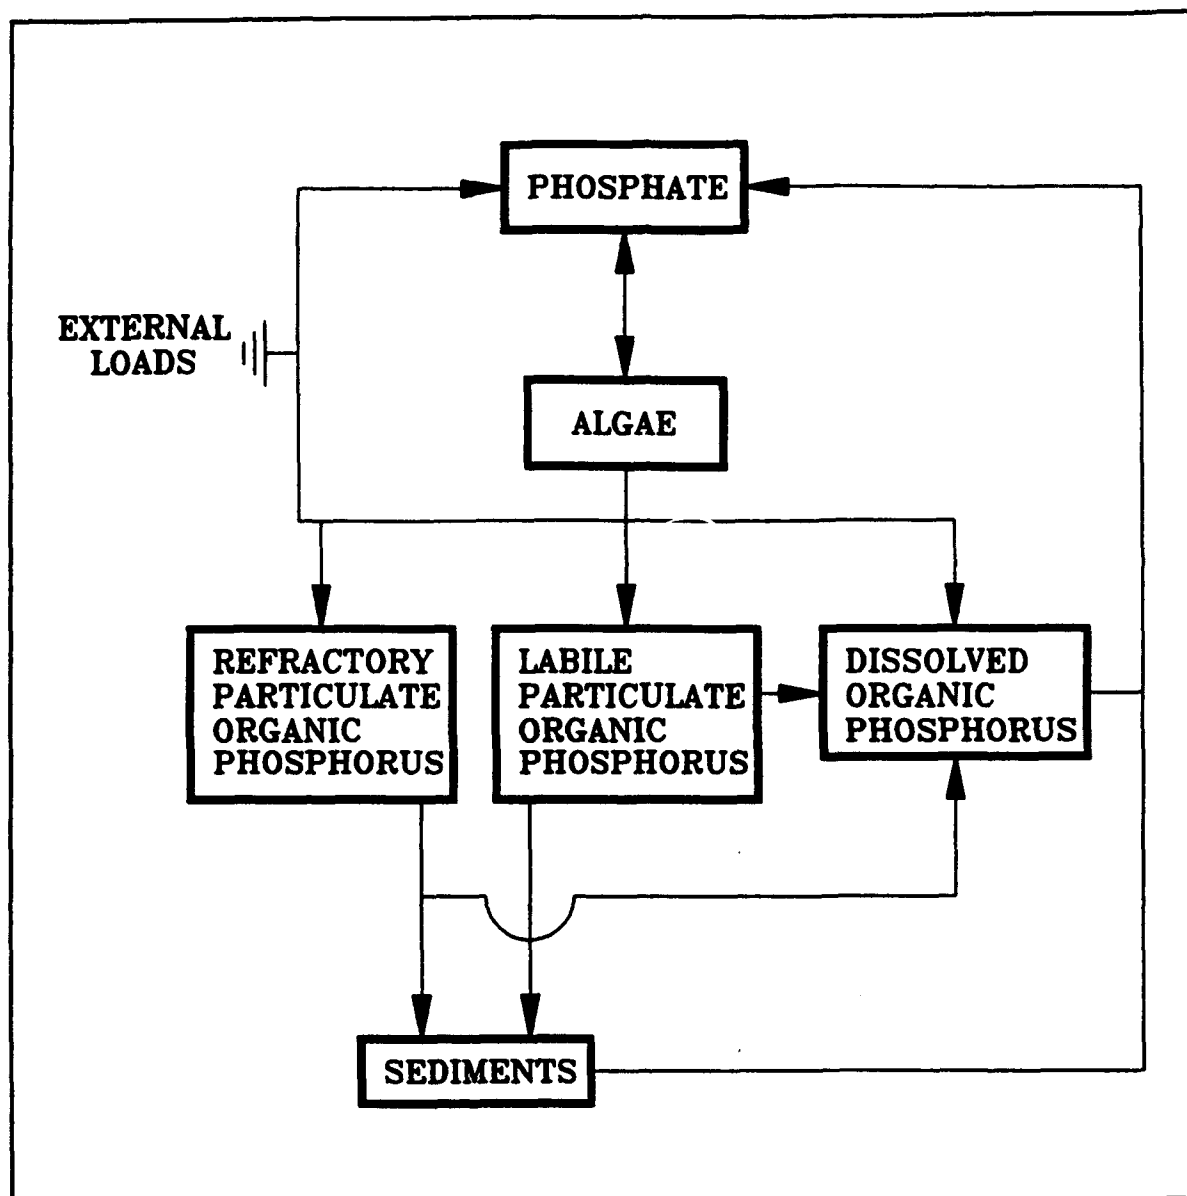 PHOSPHATE
EXTERNAL
LOADS
ALGAE
REFRACTORY
PARTICULATE
ORGANIC
PHOSPHORUS
LABILE
PARTICULATE
ORGANIC
PHOSPHORUS
DISSOLVED
ORGANIC
PHOSPHORUS
SEDIMENTS